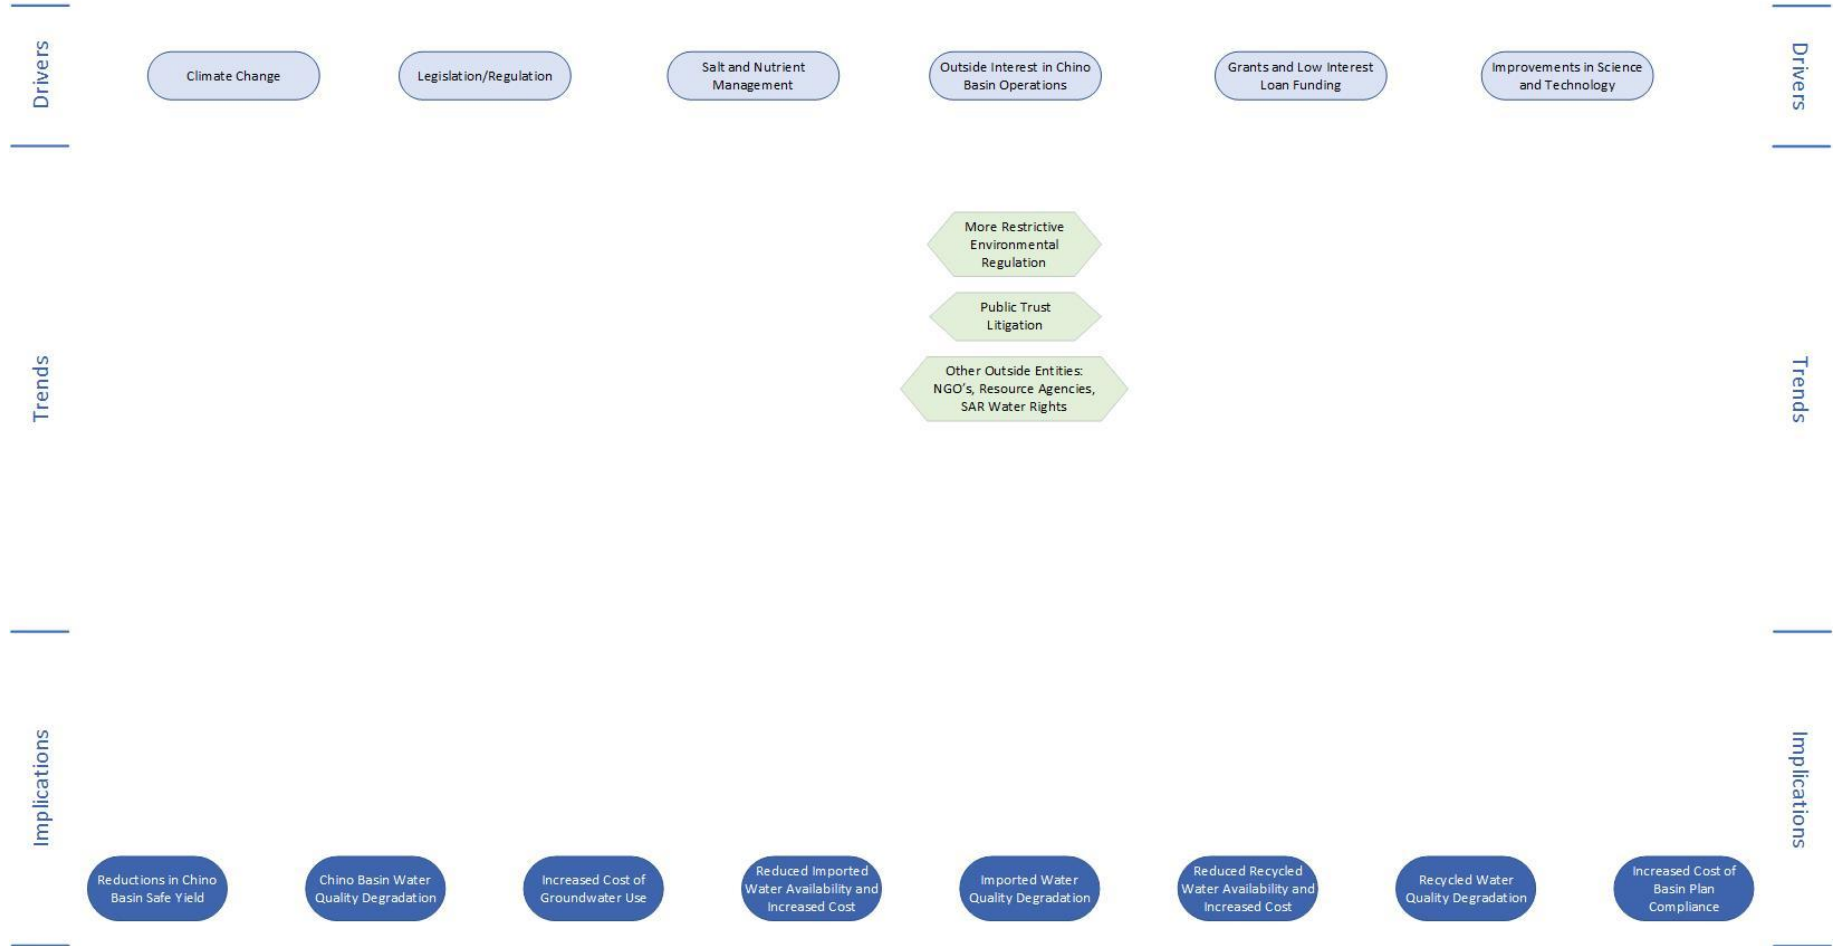 Drivers
Climate Change
Legislation/Regulation
Salt and Nutrient
Management
Outside Interest in Chino
Basin Operations
Grants and Low Interest
Loan Funding
Improvements in Science
and Technology
Drivers
Trends
More Restrictive
Environmental
Regulation
Public Trust
Litigation
Other Outside Entities:
NGO's, Resource Agencies,
SAR Water Rights
Trends
Implications
Reductions in Chino
Basin Safe Yield
Chino Basin Water
Quality Degradation
Increased Cost of
Groundwater Use
Reduced Imported
Water Availability and
Increased Cost
Imported Water
Quality Degradation
Reduced Recycled
Water Availability and
Increased Cost
Recycled Water
Quality Degradation
Increased Cost of
Basin Plan
Compliance
Implications